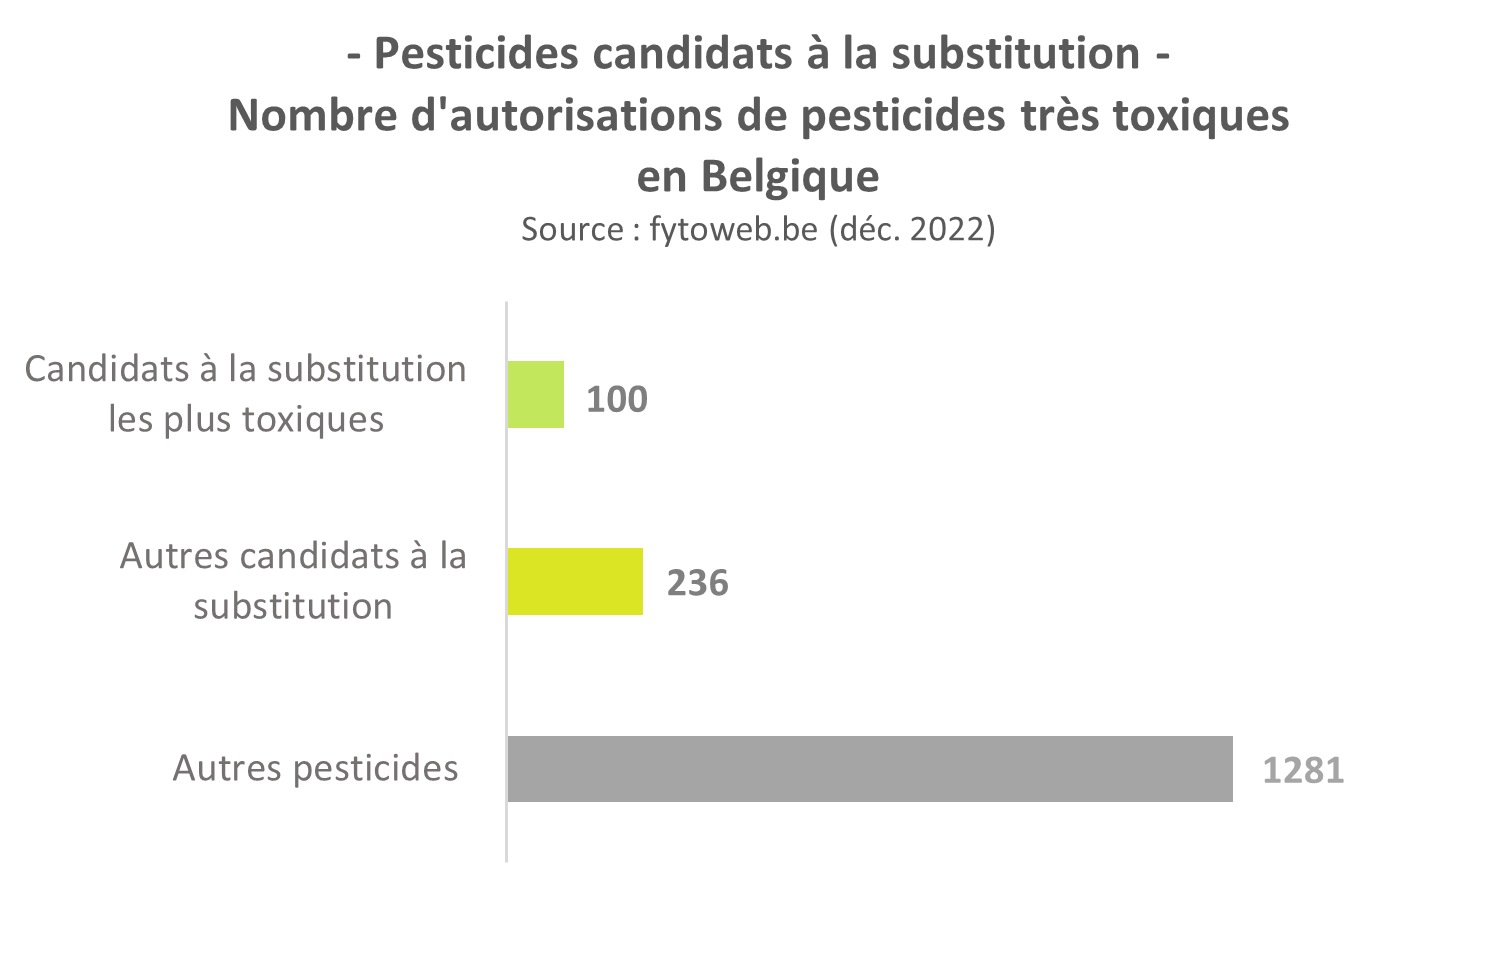 - Pesticides candidats à la substitution -
Nombre d'autorisations de pesticides très toxiques
en Belgique
Source : fytoweb.be (déc. 2022)
Candidats à la substitution
les plus toxiques
100
Autres candidats à la
substitution
236
Autres pesticides
1281